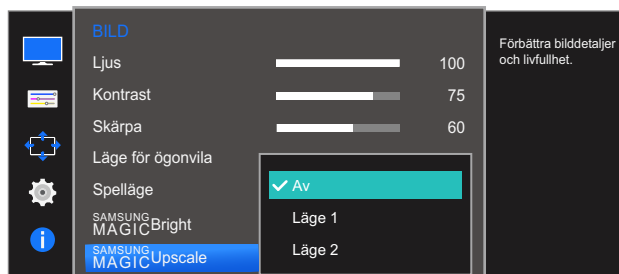 BILD
Ljus 100
Kontrast 75
Skärpa 60
Läge för ögonvila
Spelläge
SAMSUNG MAGIC Bright
SAMSUNG MAGIC Upscale
Av
Läge 1
Läge 2
Förbättra bilddetaljer
och livfullhet.